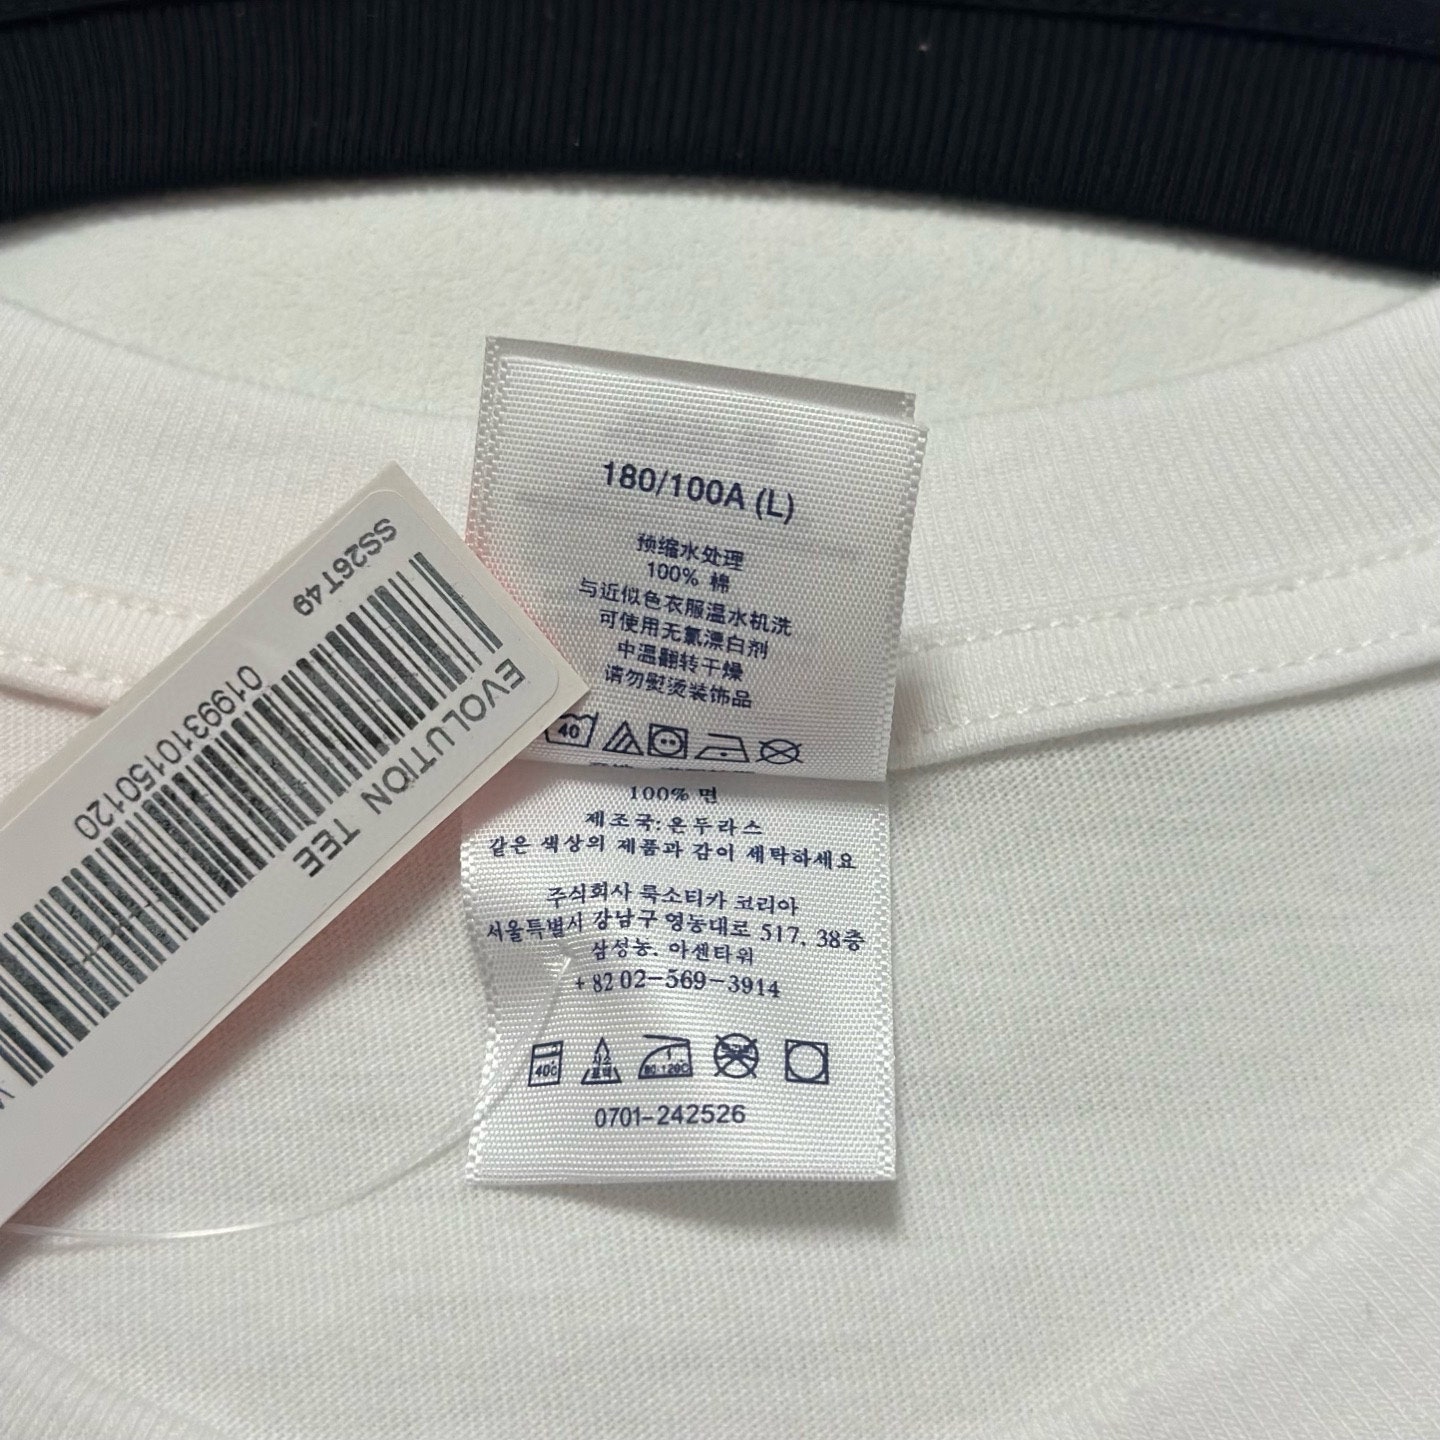 180/100A (L)
预缩水处理
100% 棉
与近似色衣服温水机洗
可使用无氯漂白剂
中温翻转干燥
请勿熨烫装饰品
40
100% 면
제조국: 온두라스
같은 색상의 제품과 같이 세탁하세요
주식회사 룩소티카 코리아
서울특별시 강남구 영동대로 517, 38층
삼성동, 아셈타워
+82 02-569-3914
40℃
80-120℃
0701-242526
SS26T49
0199310150120
EVOLUTION TEE